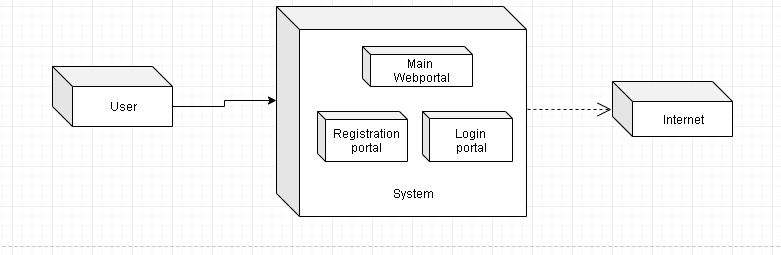 User
Main
Webportal
Registration
portal
Login
portal
System
Internet